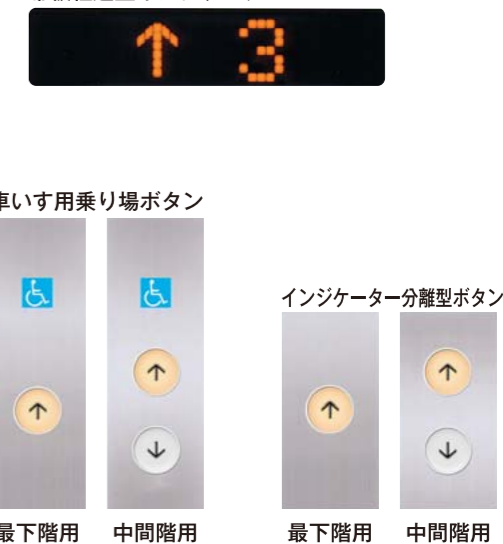 ↑ 3
車いす用乗り場ボタン
インジケーター分離型ボタン
最下階用 中間階用 最下階用 中間階用